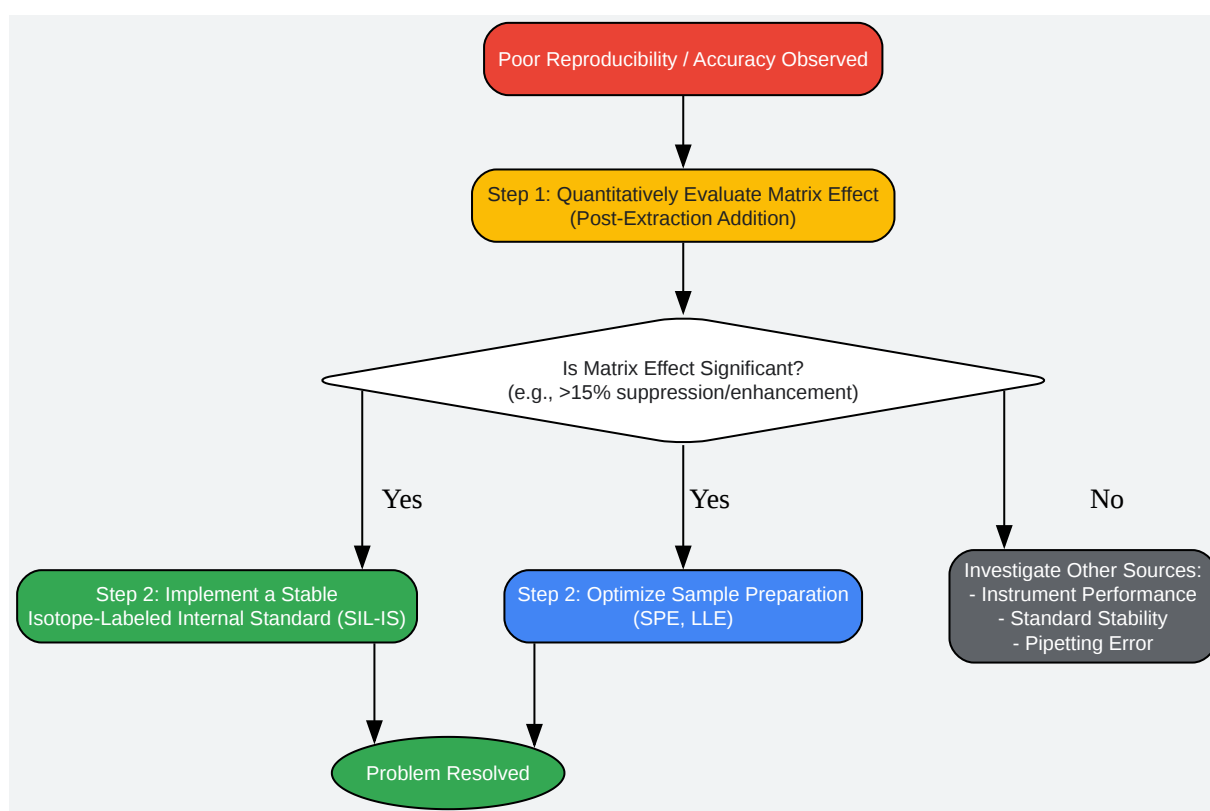 Poor Reproducibility / Accuracy Observed
Step 1: Quantitatively Evaluate Matrix Effect
(Post-Extraction Addition)
Is Matrix Effect Significant?
(e.g., >15% suppression/enhancement)
Yes
Yes
No
Step 2: Implement a Stable
Isotope-Labeled Internal Standard (SIL-IS)
Step 2: Optimize Sample Preparation
(SPE, LLE)
Investigate Other Sources:
- Instrument Performance
- Standard Stability
- Pipetting Error
Problem Resolved